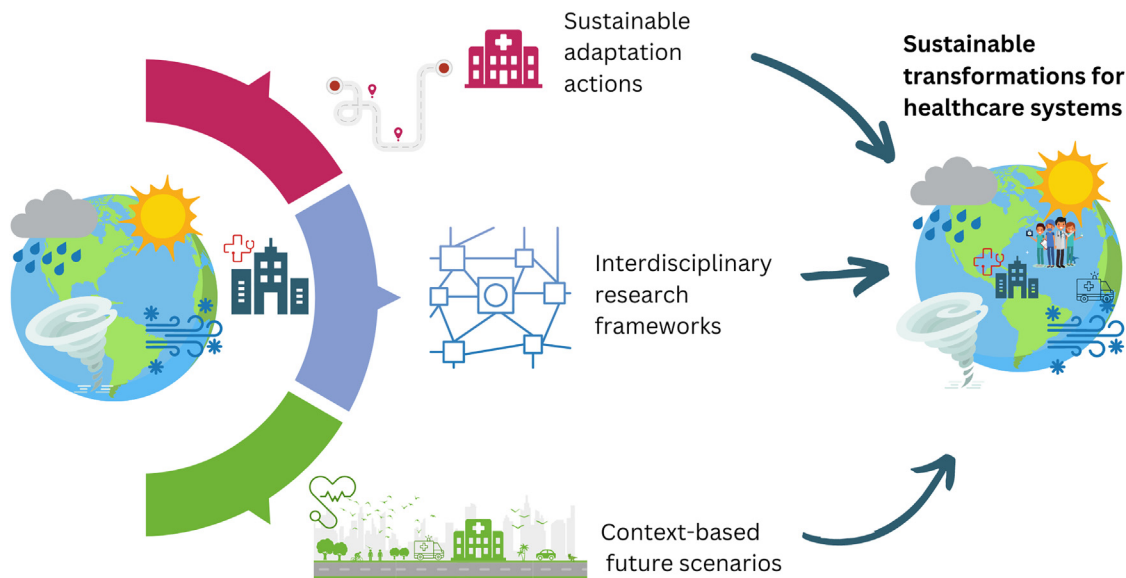 Sustainable
adaptation
actions
Sustainable
transformations for
healthcare systems
Interdisciplinary
research
frameworks
Context-based
future scenarios